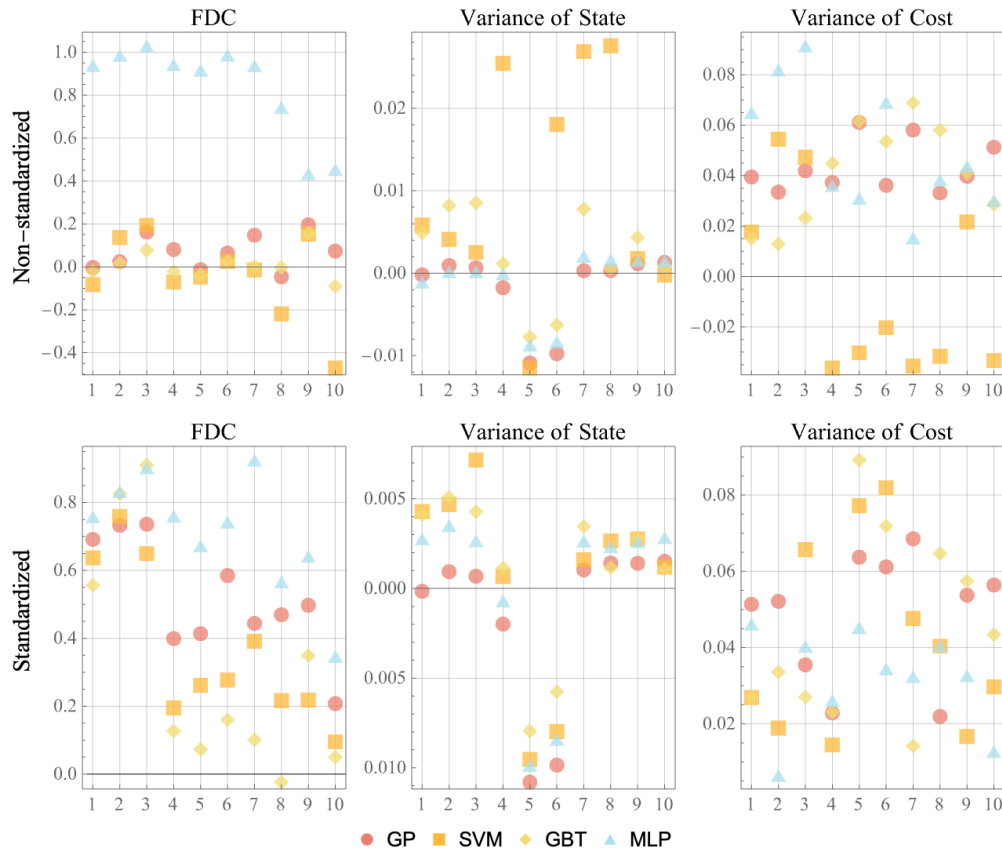 FDC Variance of State Variance of Cost
Non−standardized
1.0
0.8
0.6
0.4
0.2
0.0
−0.2
−0.4
1 2 3 4 5 6 7 8 9 10
0.02
0.01
0.00
−0.01
1 2 3 4 5 6 7 8 9 10
0.08
0.06
0.04
0.02
0.00
−0.02
1 2 3 4 5 6 7 8 9 10
FDC Variance of State Variance of Cost
Standardized
0.8
0.6
0.4
0.2
0.0
1 2 3 4 5 6 7 8 9 10
0.005
0.000
0.005
0.010
1 2 3 4 5 6 7 8 9 10
0.08
0.06
0.04
0.02
1 2 3 4 5 6 7 8 9 10
GP SVM GBT MLP